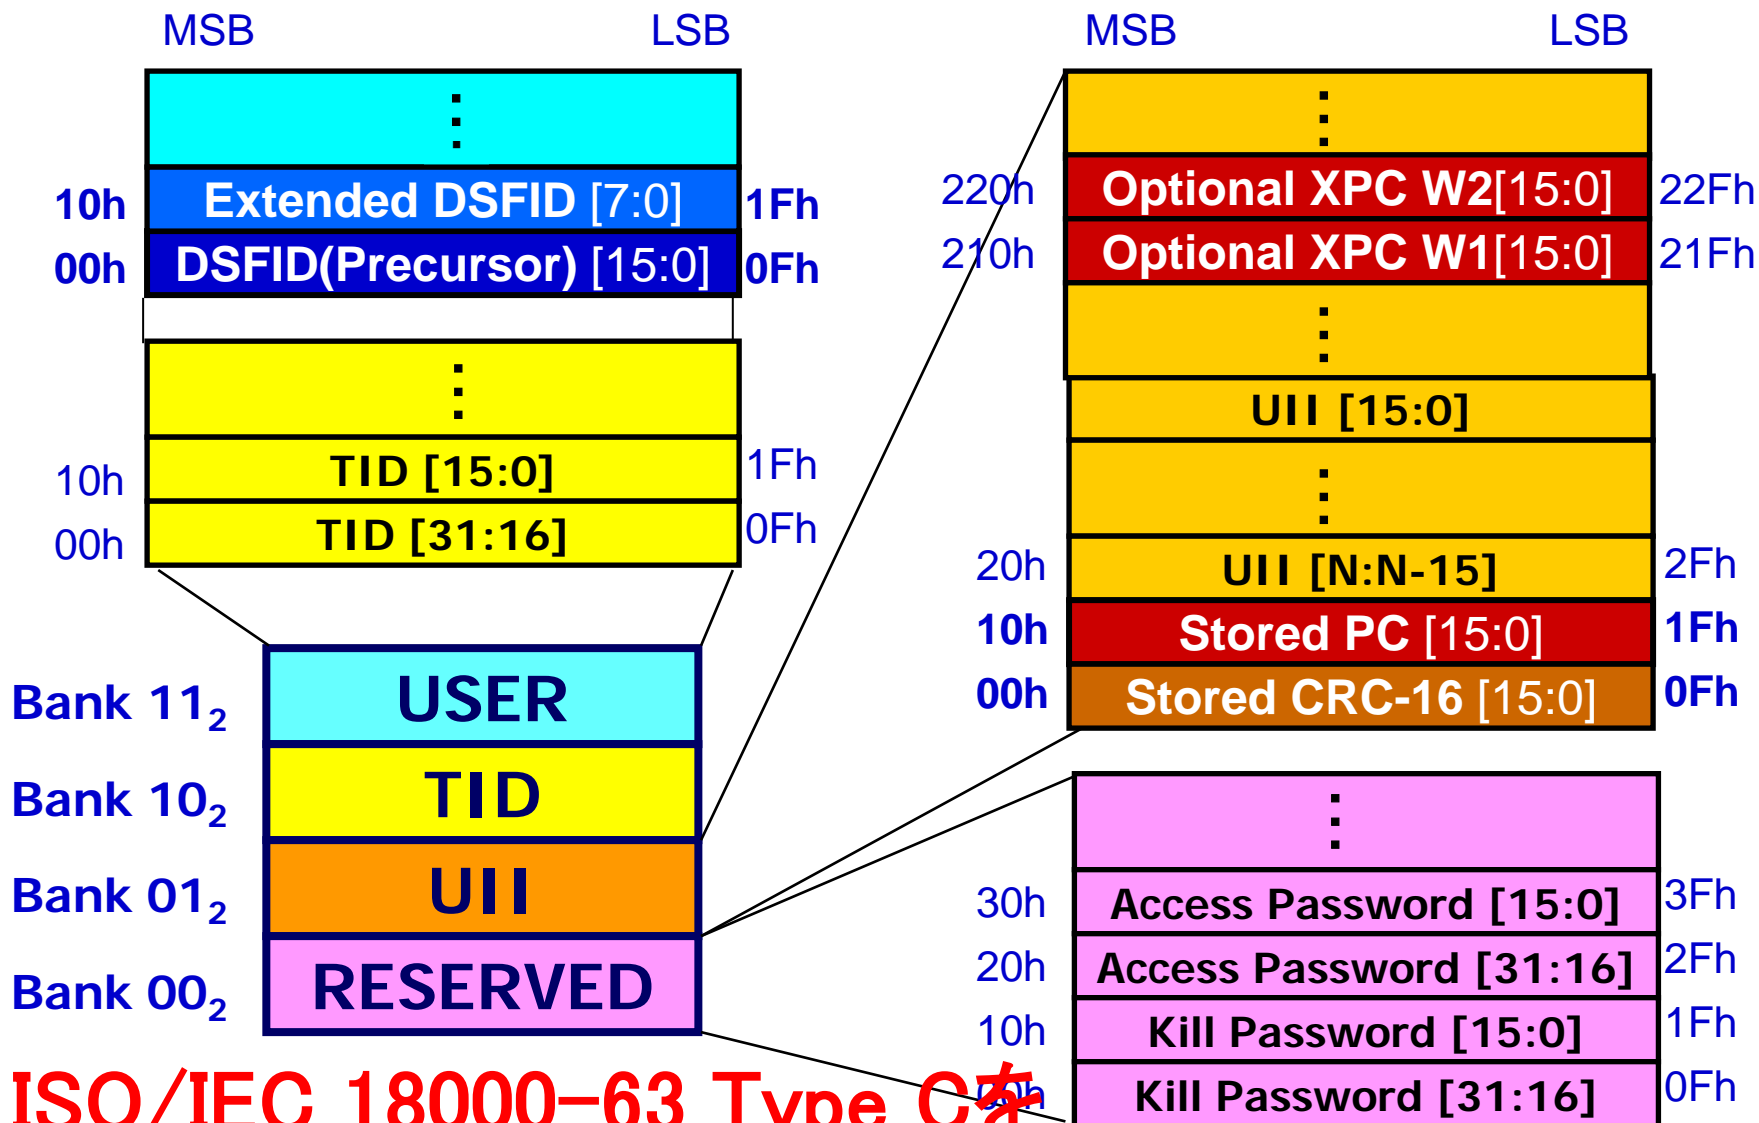 MSB LSB
10h Extended DSFID [7:0] 1Fh
00h DSFID(Precursor) [15:0] 0Fh
10h TID [15:0] 1Fh
00h TID [31:16] 0Fh
Bank 11₂ USER
Bank 10₂ TID
Bank 01₂ UII
Bank 00₂ RESERVED
MSB LSB
220h Optional XPC W2[15:0] 22Fh
210h Optional XPC W1[15:0] 21Fh
UII [15:0]
20h UII [N:N-15] 2Fh
10h Stored PC [15:0] 1Fh
00h Stored CRC-16 [15:0] 0Fh
30h Access Password [15:0] 3Fh
20h Access Password [31:16] 2Fh
10h Kill Password [15:0] 1Fh
00h Kill Password [31:16] 0Fh
ISO/IEC 18000-63 Type Cを